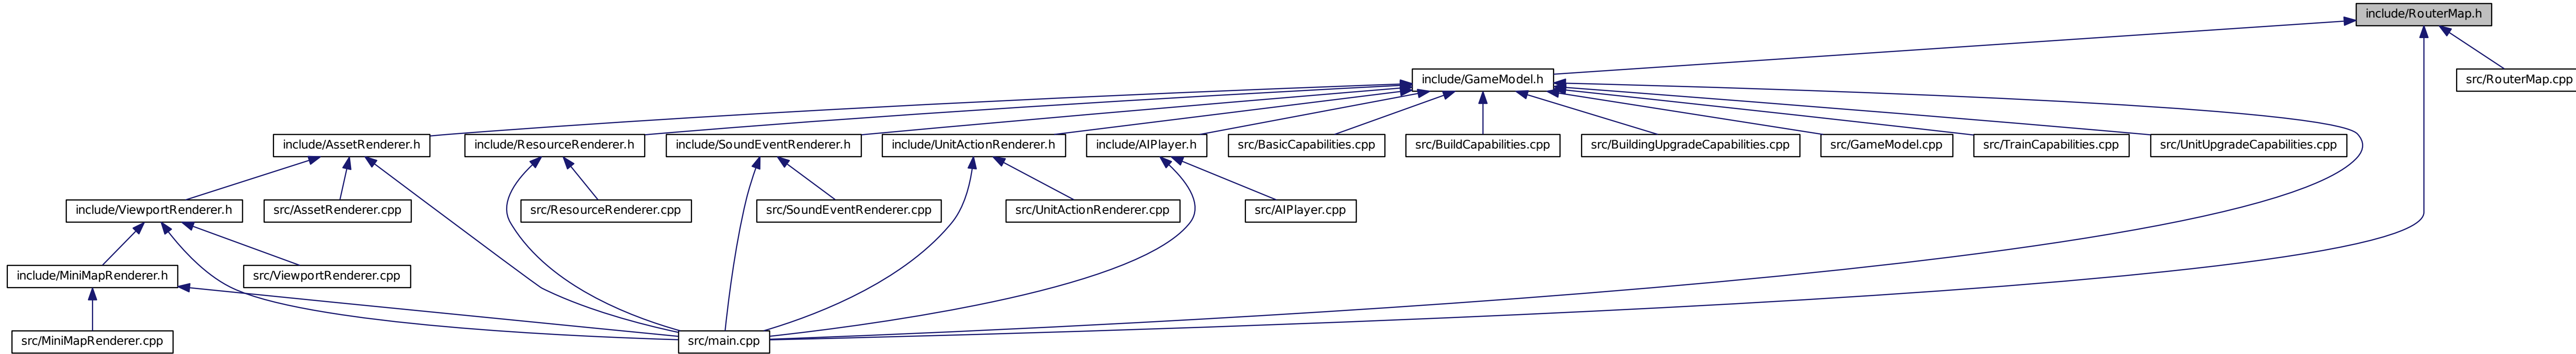 include/RouterMap.h
include/GameModel.h
src/RouterMap.cpp
include/AssetRenderer.h
include/ResourceRenderer.h
include/SoundEventRenderer.h
include/UnitActionRenderer.h
include/AIPlayer.h
src/BasicCapabilities.cpp
src/BuildCapabilities.cpp
src/BuildingUpgradeCapabilities.cpp
src/GameModel.cpp
src/TrainCapabilities.cpp
src/UnitUpgradeCapabilities.cpp
include/ViewportRenderer.h
src/AssetRenderer.cpp
src/ResourceRenderer.cpp
src/SoundEventRenderer.cpp
src/UnitActionRenderer.cpp
src/AIPlayer.cpp
include/MiniMapRenderer.h
src/ViewportRenderer.cpp
src/MiniMapRenderer.cpp
src/main.cpp